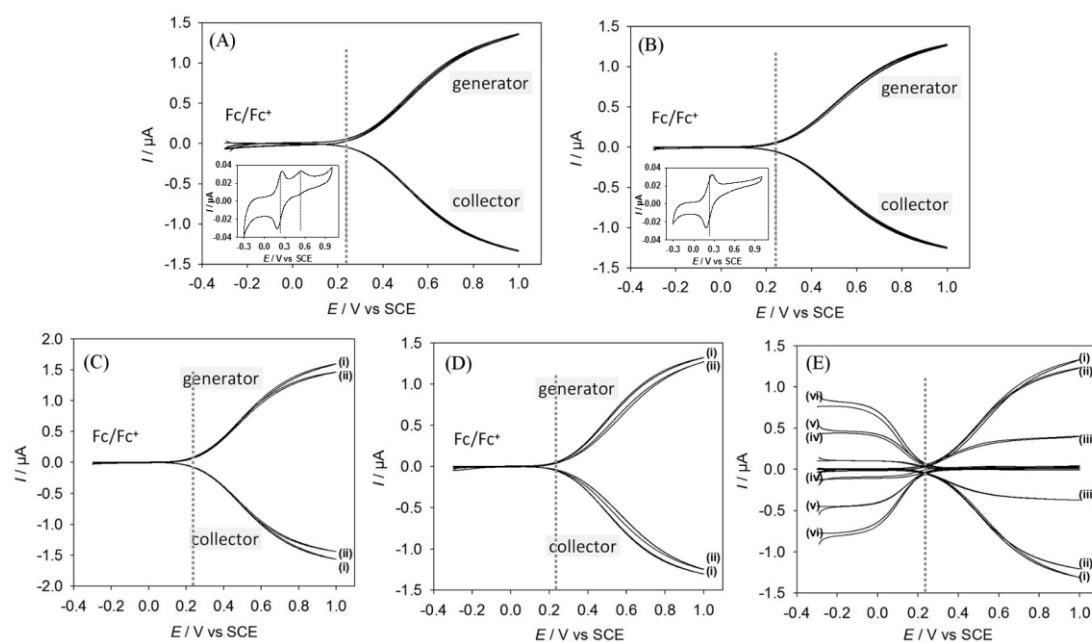 (A)
1.5
1.0
0.5
0.0
-0.5
-1.0
-1.5
I / µA
Fc/Fc+
generator
collector
0.04
0.02
0.00
-0.02
-0.04
I / µA
-0.3 0.0 0.3 0.6 0.9
E / V vs SCE
-0.4 -0.2 0.0 0.2 0.4 0.6 0.8 1.0
E / V vs SCE
(B)
1.5
1.0
0.5
0.0
-0.5
-1.0
-1.5
I / µA
Fc/Fc+
generator
collector
0.04
0.02
0.00
-0.02
-0.04
I / µA
-0.3 0.0 0.3 0.6 0.9
E / V vs SCE
-0.4 -0.2 0.0 0.2 0.4 0.6 0.8 1.0
E / V vs SCE
(C)
2.0
1.5
1.0
0.5
0.0
-0.5
-1.0
-1.5
-2.0
I / µA
Fc/Fc+
generator
collector
(i)
(ii)
(ii)
(i)
-0.4 -0.2 0.0 0.2 0.4 0.6 0.8 1.0
E / V vs SCE
(D)
1.5
1.0
0.5
0.0
-0.5
-1.0
-1.5
I / µA
Fc/Fc+
generator
collector
(i)
(ii)
(ii)
(i)
-0.4 -0.2 0.0 0.2 0.4 0.6 0.8 1.0
E / V vs SCE
(E)
1.5
1.0
0.5
0.0
-0.5
-1.0
-1.5
I / µA
(vi)
(v)
(iv)
(iv)
(v)
(vi)
(i)
(ii)
(iii)
(iii)
(ii)
(i)
-0.4 -0.2 0.0 0.2 0.4 0.6 0.8 1.0
E / V vs SCE